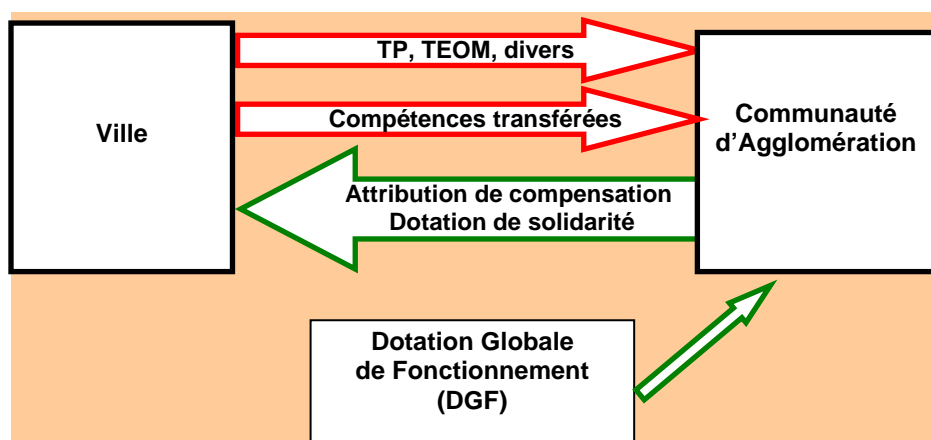 TP, TEOM, divers
Ville
Compétences transférées
Communauté
d'Agglomération
Attribution de compensation
Dotation de solidarité
Dotation Globale
de Fonctionnement
(DGF)